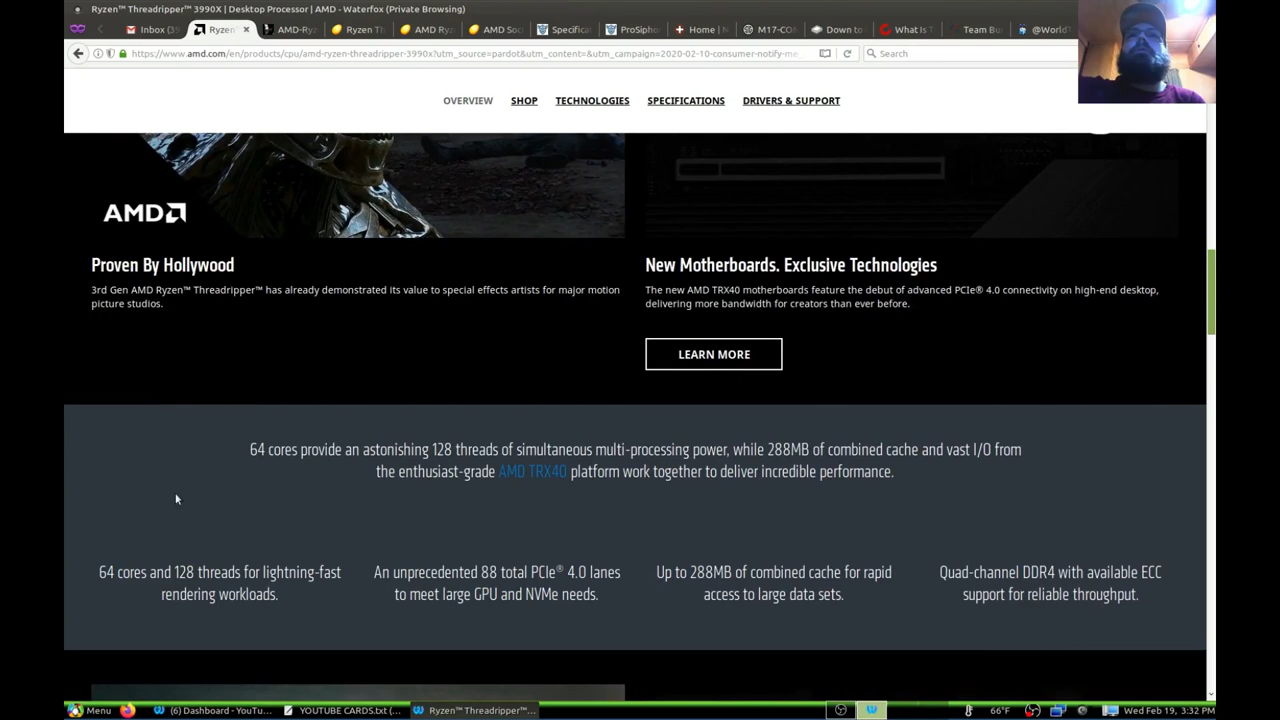 Ryzen™ Threadripper™ 3990X | Desktop Processor | AMD - Waterfox (Private Browsing)
Inbox (3 Ryzen™ × AMD-Ry Ryzen Th AMD Ryz AMD Soc Specifica ProSipho Home | N M17-CO Down to What Is T Team Bu @World
https://www.amd.com/en/products/cpu/amd-ryzen-threadripper-3990x?utm_source=pardot&utm_content=&utm_campaign=2020-02-10-consumer-notify-me... Search
OVERVIEW SHOP TECHNOLOGIES SPECIFICATIONS DRIVERS & SUPPORT
AMD
Proven By Hollywood
3rd Gen AMD Ryzen™ Threadripper™ has already demonstrated its value to special effects artists for major motion
picture studios.
New Motherboards. Exclusive Technologies
The new AMD TRX40 motherboards feature the debut of advanced PCIe® 4.0 connectivity on high-end desktop,
delivering more bandwidth for creators than ever before.
LEARN MORE
64 cores provide an astonishing 128 threads of simultaneous multi-processing power, while 288MB of combined cache and vast I/O from
the enthusiast-grade AMD TRX40 platform work together to deliver incredible performance.
64 cores and 128 threads for lightning-fast
rendering workloads.
An unprecedented 88 total PCIe® 4.0 lanes
to meet large GPU and NVMe needs.
Up to 288MB of combined cache for rapid
access to large data sets.
Quad-channel DDR4 with available ECC
support for reliable throughput.
Menu (6) Dashboard - YouTu... YOUTUBE CARDS.txt (... Ryzen™ Threadripper™... 66°F Wed Feb 19, 3:32 PM